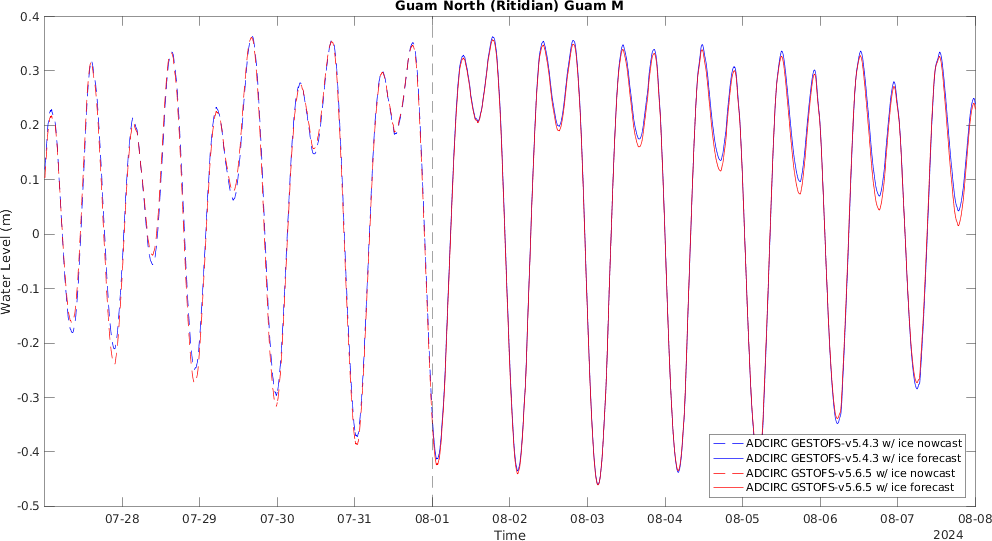 Guam North (Ritidian) Guam M
0.4
0.3
0.2
0.1
0
-0.1
-0.2
-0.3
-0.4
-0.5
Water Level (m)
ADCIRC GESTOFS-v5.4.3 w/ ice nowcast
ADCIRC GESTOFS-v5.4.3 w/ ice forecast
ADCIRC GSTOFS-v5.6.5 w/ ice nowcast
ADCIRC GSTOFS-v5.6.5 w/ ice forecast
07-28 07-29 07-30 07-31 08-01 08-02 08-03 08-04 08-05 08-06 08-07 08-08
Time
2024